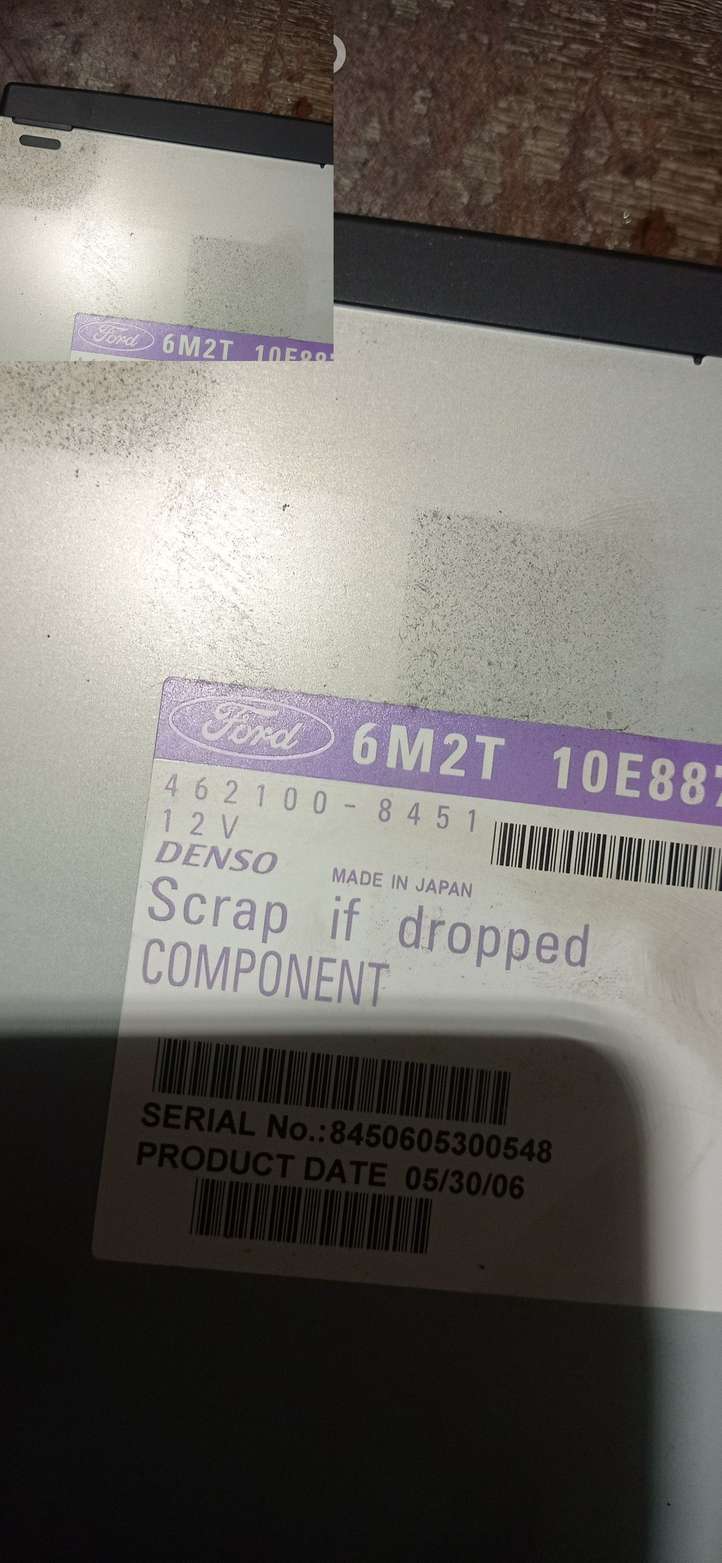 Ford 6M2T 10E88
Ford 6M2T 10E887
462100-8451
12V
DENSO MADE IN JAPAN
Scrap if dropped
COMPONENT
SERIAL No.:8450605300548
PRODUCT DATE 05/30/06